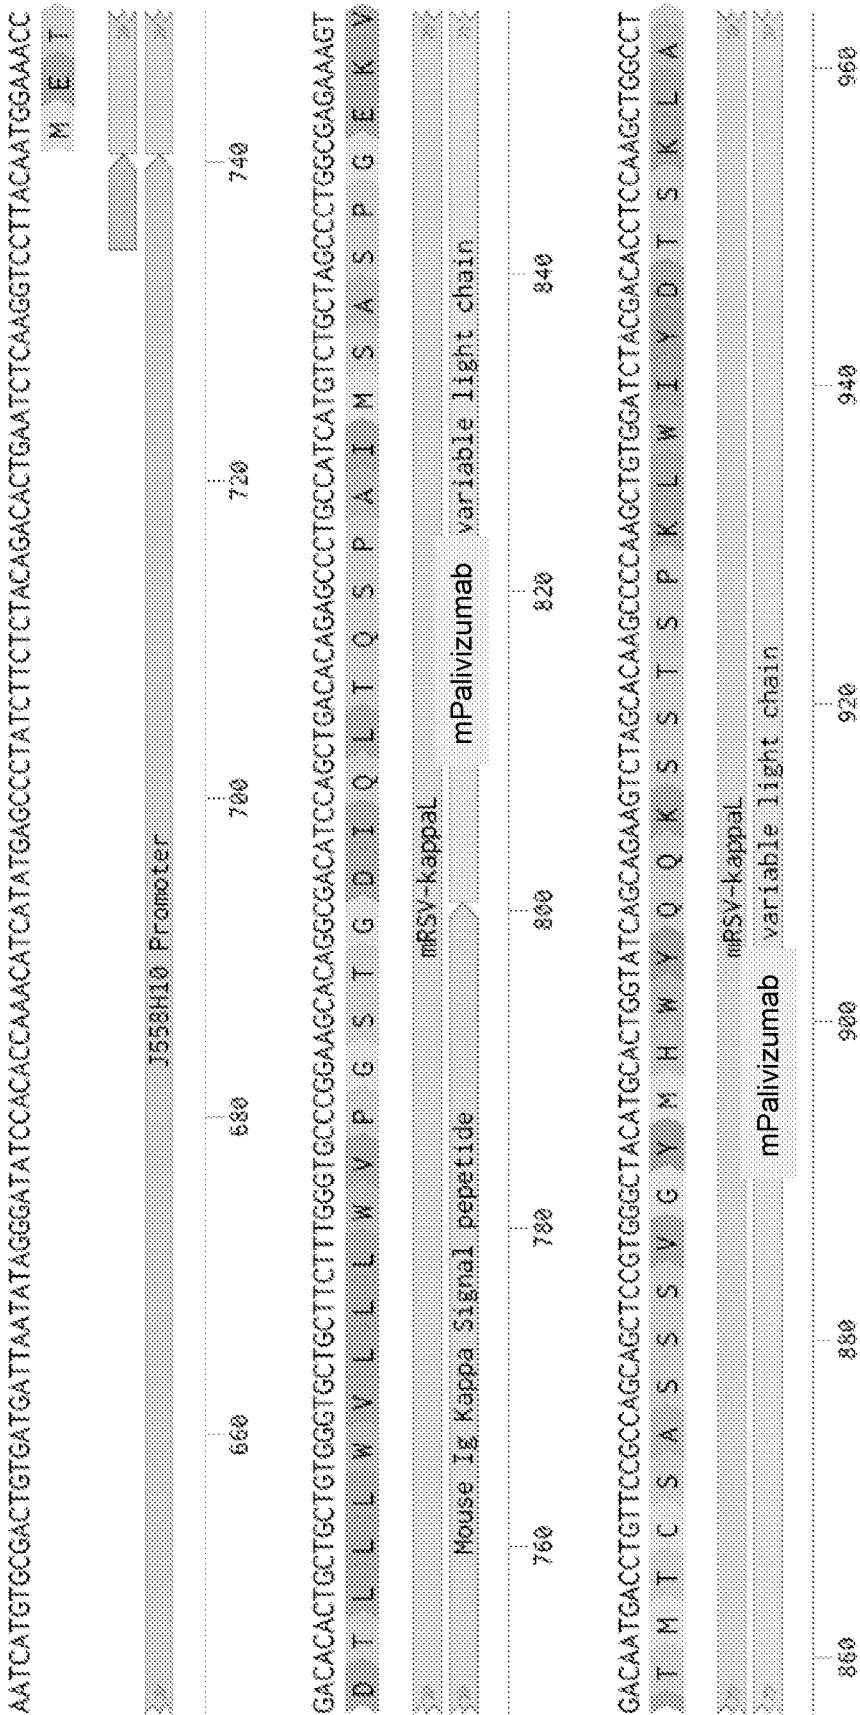 AATCATGTGCGACTGTGATGATTAATATAGGGATATCCACACCAAACATCATATGAGCCCTATCTTCTCTACAGACACTGAATCTCAAGGTCCTTACAATGGAAACC
M E T
J558H10 Promoter
660 680 700 720 740
GACACACTGCTGCTGTGGGTGCTGCTTCTTTGGGTGCCCGGAAGCACAGGCGACATCCAGCTGACACAGAGCCCTGCCATCATGTCTGCTAGCCCTGGCGAGAAAGT
D T L L L W V L L L W V P G S T G D I Q L T Q S P A I M S A S P G E K V
mRSV-kappaL
Mouse Ig Kappa Signal pepetide mPalivizumab variable light chain
760 780 800 820 840
GACAATGACCTGTTCCGCCAGCAGCTCCGTGGGCTACATGCACTGGTATCAGCAGAAGTCTAGCACAAGCCCCAAGCTGTGGATCTACGACACCTCCAAGCTGGCCT
T M T C S A S S S V G Y M H W Y Q Q K S S T S P K L W I Y D T S K L A
mRSV-kappaL
mPalivizumab variable light chain
860 880 900 920 940 960